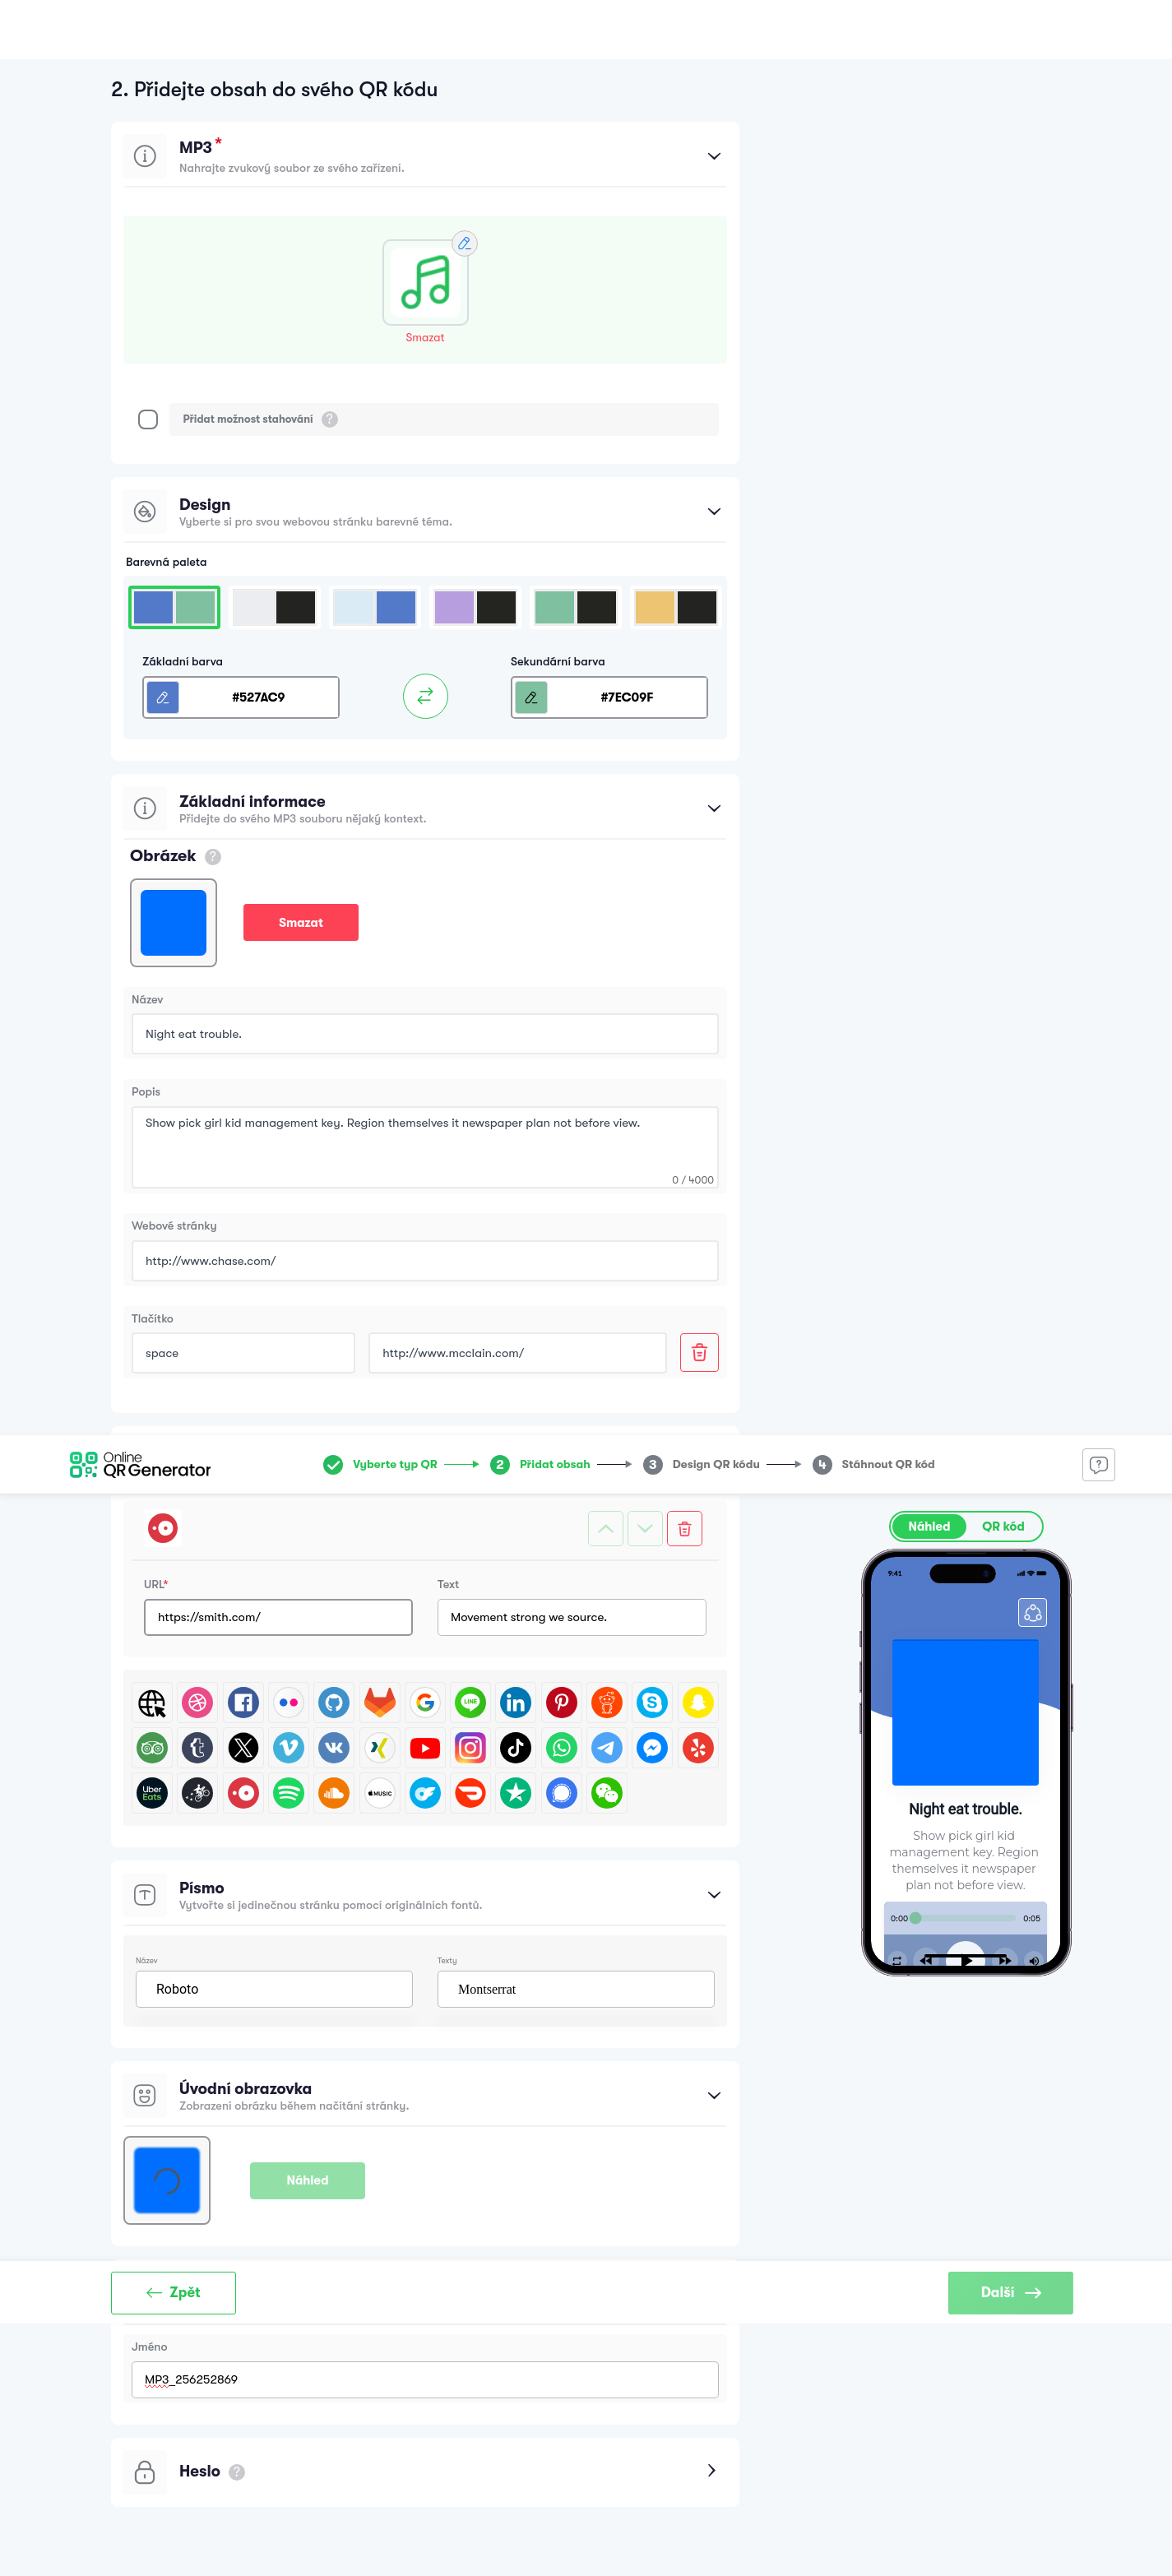 2. Přidejte obsah do svého QR kódu
MP3 *
Nahrajte zvukový soubor ze svého zařízení.
Smazat
Přidat možnost stahování ?
Design
Vyberte si pro svou webovou stránku barevné téma.
Barevná paleta
Základní barva
Sekundární barva
#527AC9
#7EC09F
Základní informace
Přidejte do svého MP3 souboru nějaký kontext.
Obrázek ?
Smazat
Název
Night eat trouble.
Popis
Show pick girl kid management key. Region themselves it newspaper plan not before view.
0 / 4000
Webové stránky
http://www.chase.com/
Tlačítko
space
http://www.mcclain.com/
Online
QR Generator
Vyberte typ QR
2 Přidat obsah
3 Design QR kódu
4 Stáhnout QR kód
URL*
Text
https://smith.com/
Movement strong we source.
LINE
Uber
Eats
MUSIC
Písmo
Vytvořte si jedinečnou stránku pomocí originálních fontů.
Název
Texty
Roboto
Montserrat
Úvodní obrazovka
Zobrazení obrázku během načítání stránky.
Náhled
Náhled
QR kód
9:41
Night eat trouble.
Show pick girl kid
management key. Region
themselves it newspaper
plan not before view.
0:00
0:05
Zpět
Další
Jméno
MP3_256252869
Heslo ?